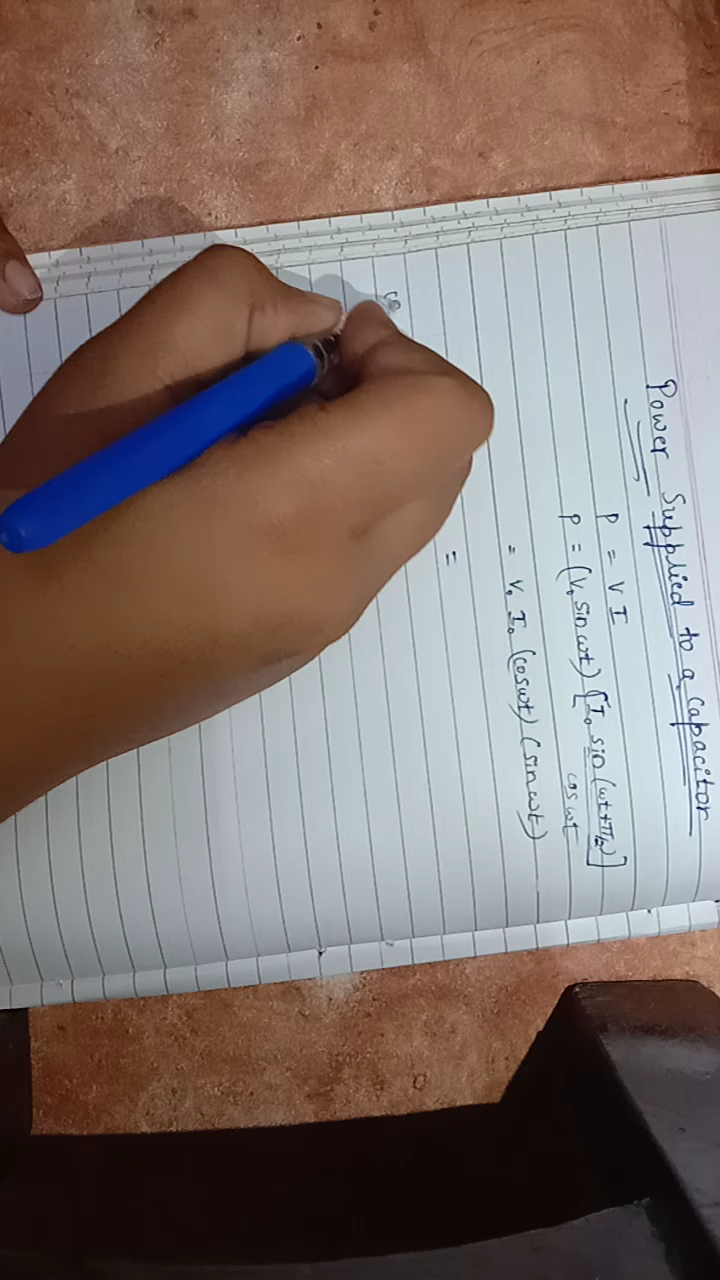 Power Supplied to a Capacitor
P = V I
P = (V₀ sin ωt) [I₀ sin (ωt + π/2)]
cos ωt
= V₀ I₀ (cos ωt) (sin ωt)
=